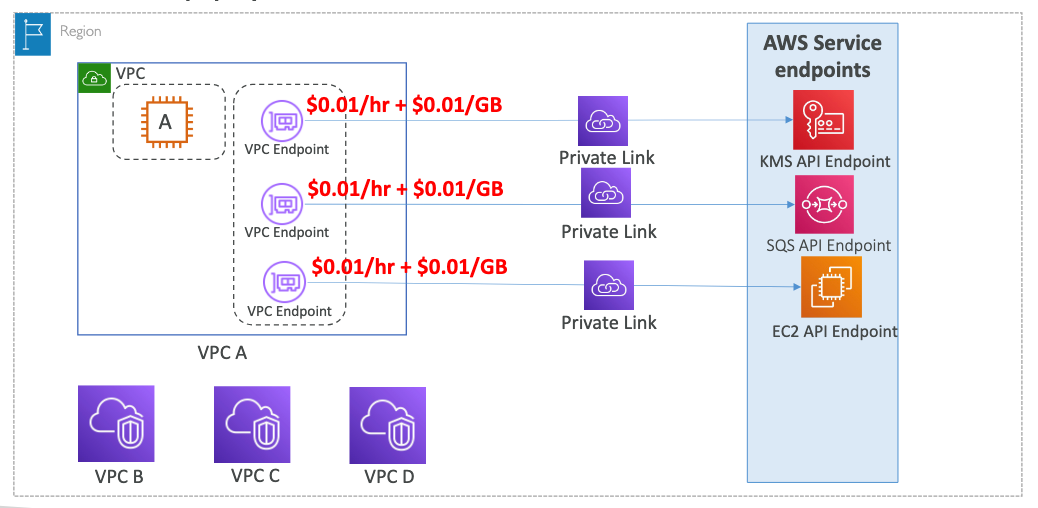 Region
AWS Service
endpoints
VPC
A
$0.01/hr + $0.01/GB
VPC Endpoint
Private Link
KMS API Endpoint
$0.01/hr + $0.01/GB
VPC Endpoint
Private Link
SQS API Endpoint
$0.01/hr + $0.01/GB
VPC Endpoint
Private Link
EC2 API Endpoint
VPC A
VPC B
VPC C
VPC D